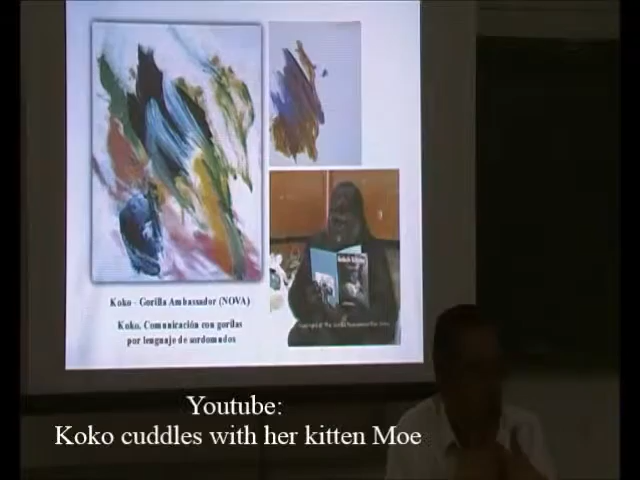 Koko - Gorilla Ambassador (NOVA)
Koko. Comunicación con gorilas
por lenguaje de sordomudos
Youtube:
Koko cuddles with her kitten Moe